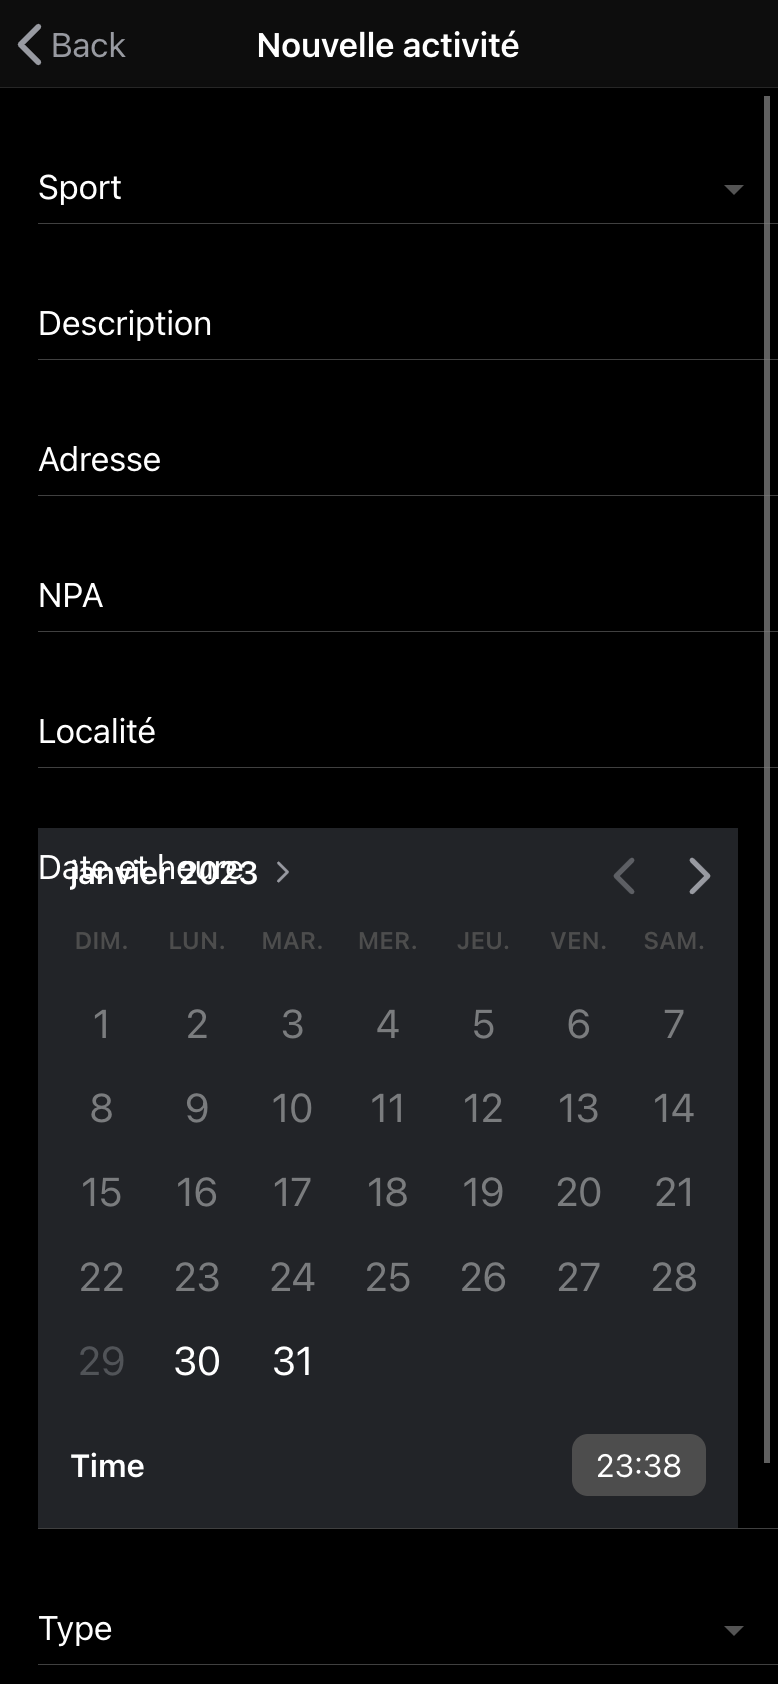 Back
Nouvelle activité
Sport
Description
Adresse
NPA
Localité
Date et heure
janvier 2023
DIM. LUN. MAR. MER. JEU. VEN. SAM.
1 2 3 4 5 6 7
8 9 10 11 12 13 14
15 16 17 18 19 20 21
22 23 24 25 26 27 28
29 30 31
Time 23:38
Type